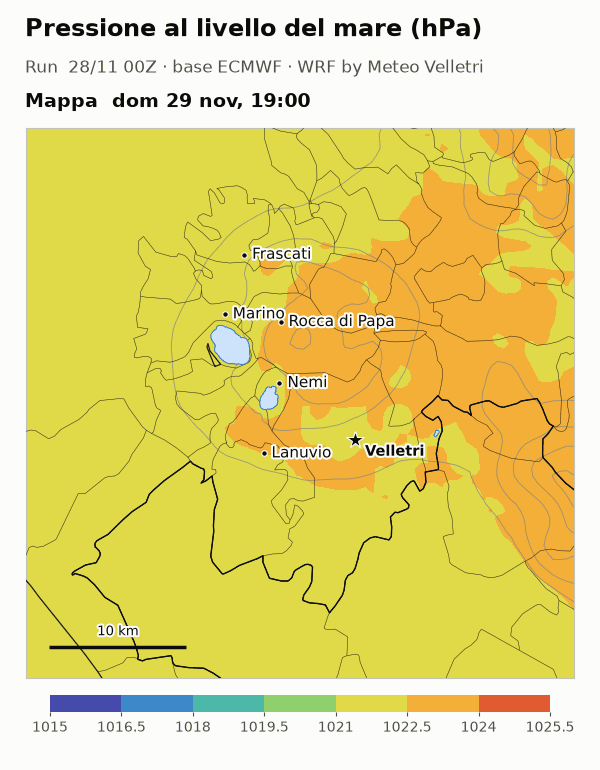 Pressione al livello del mare (hPa)
Run  28/11 00Z · base ECMWF · WRF by Meteo Velletri
Mappa  dom 29 nov, 19:00
Frascati
Marino
Rocca di Papa
Nemi
Velletri
Lanuvio
10 km
1015 1016.5 1018 1019.5 1021 1022.5 1024 1025.5